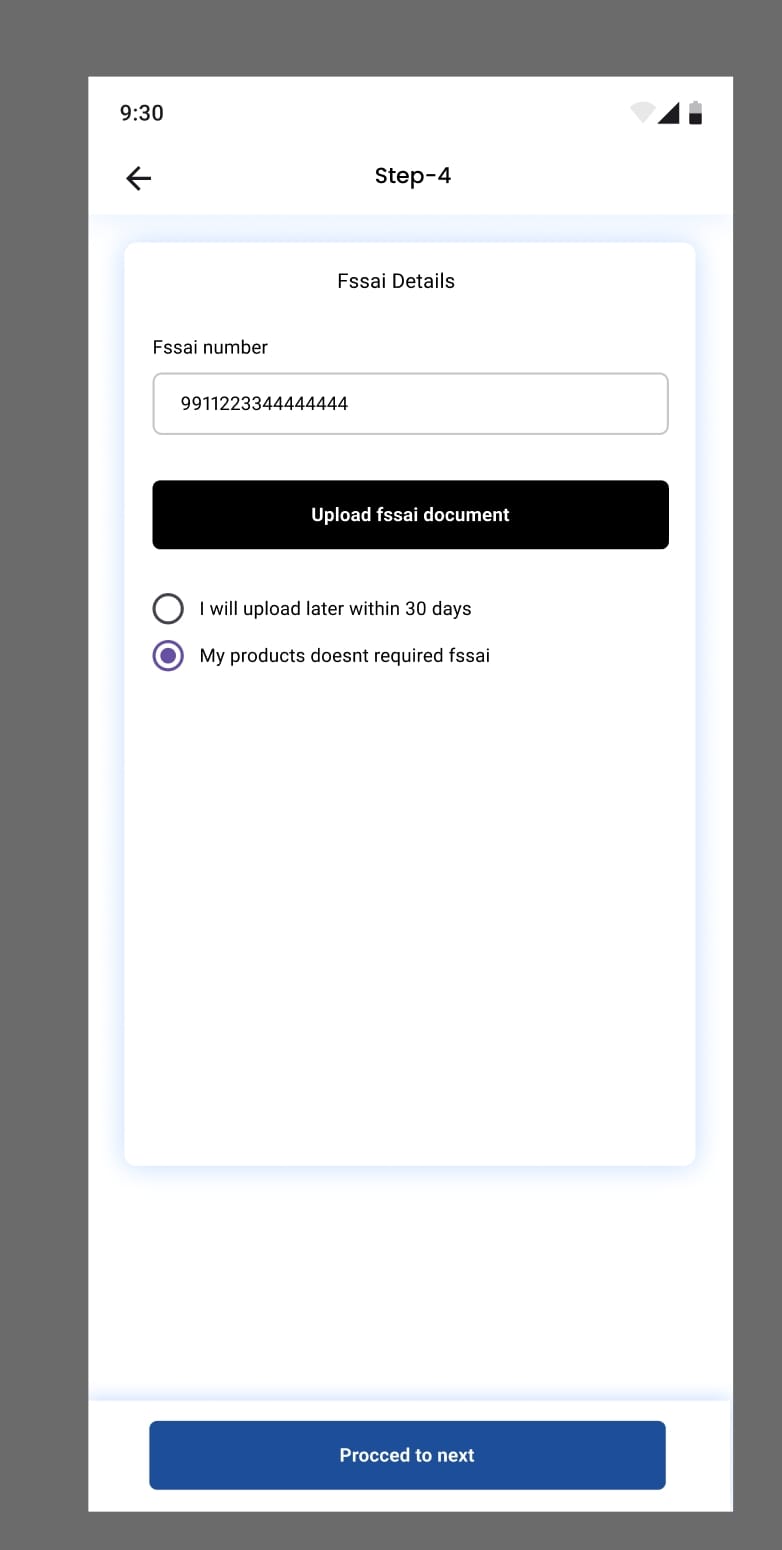 9:30
Step-4
Fssai Details
Fssai number
9911223344444444
Upload fssai document
I will upload later within 30 days
My products doesnt required fssai
Procced to next